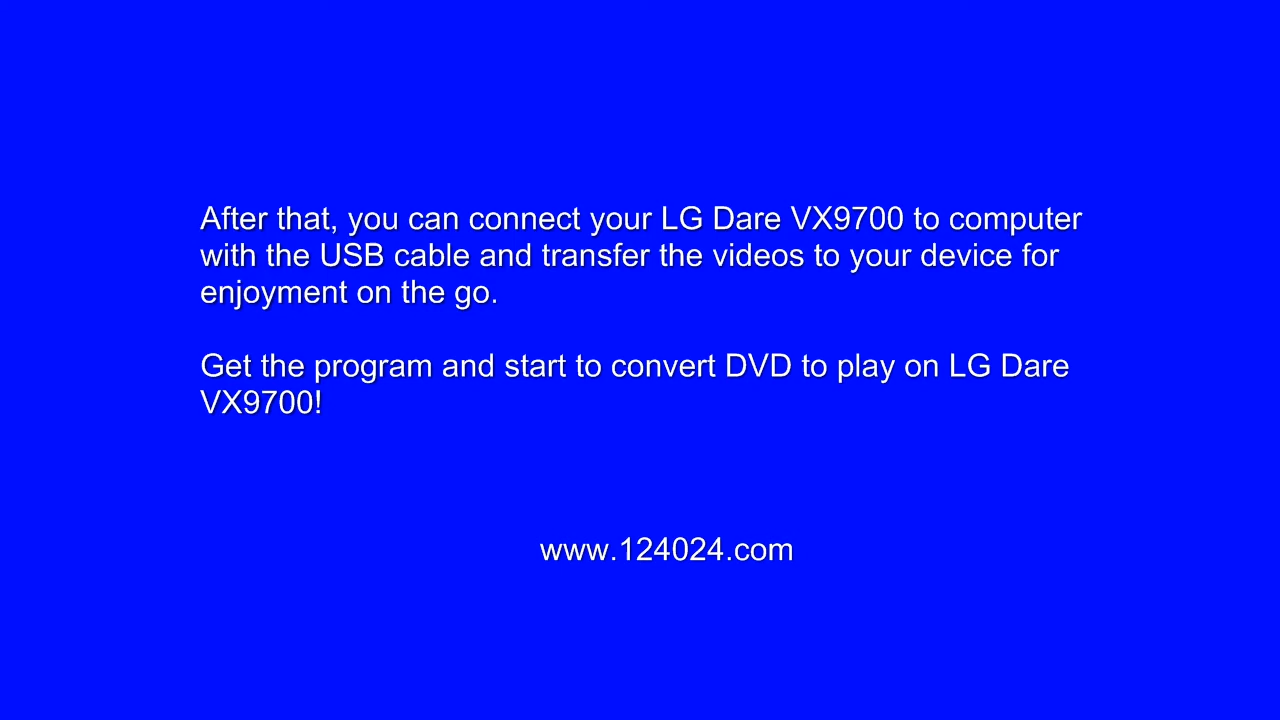 After that, you can connect your LG Dare VX9700 to computer
with the USB cable and transfer the videos to your device for
enjoyment on the go.
Get the program and start to convert DVD to play on LG Dare
VX9700!
www.124024.com